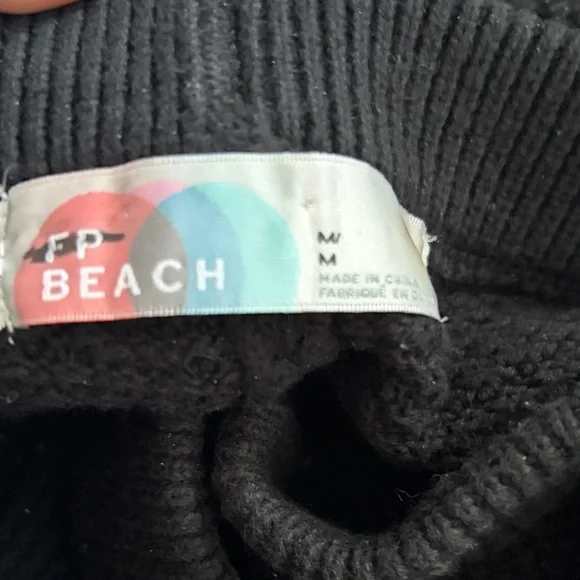 FP
BEACH
M/
M
MADE IN CHINA
FABRIQUÉ EN